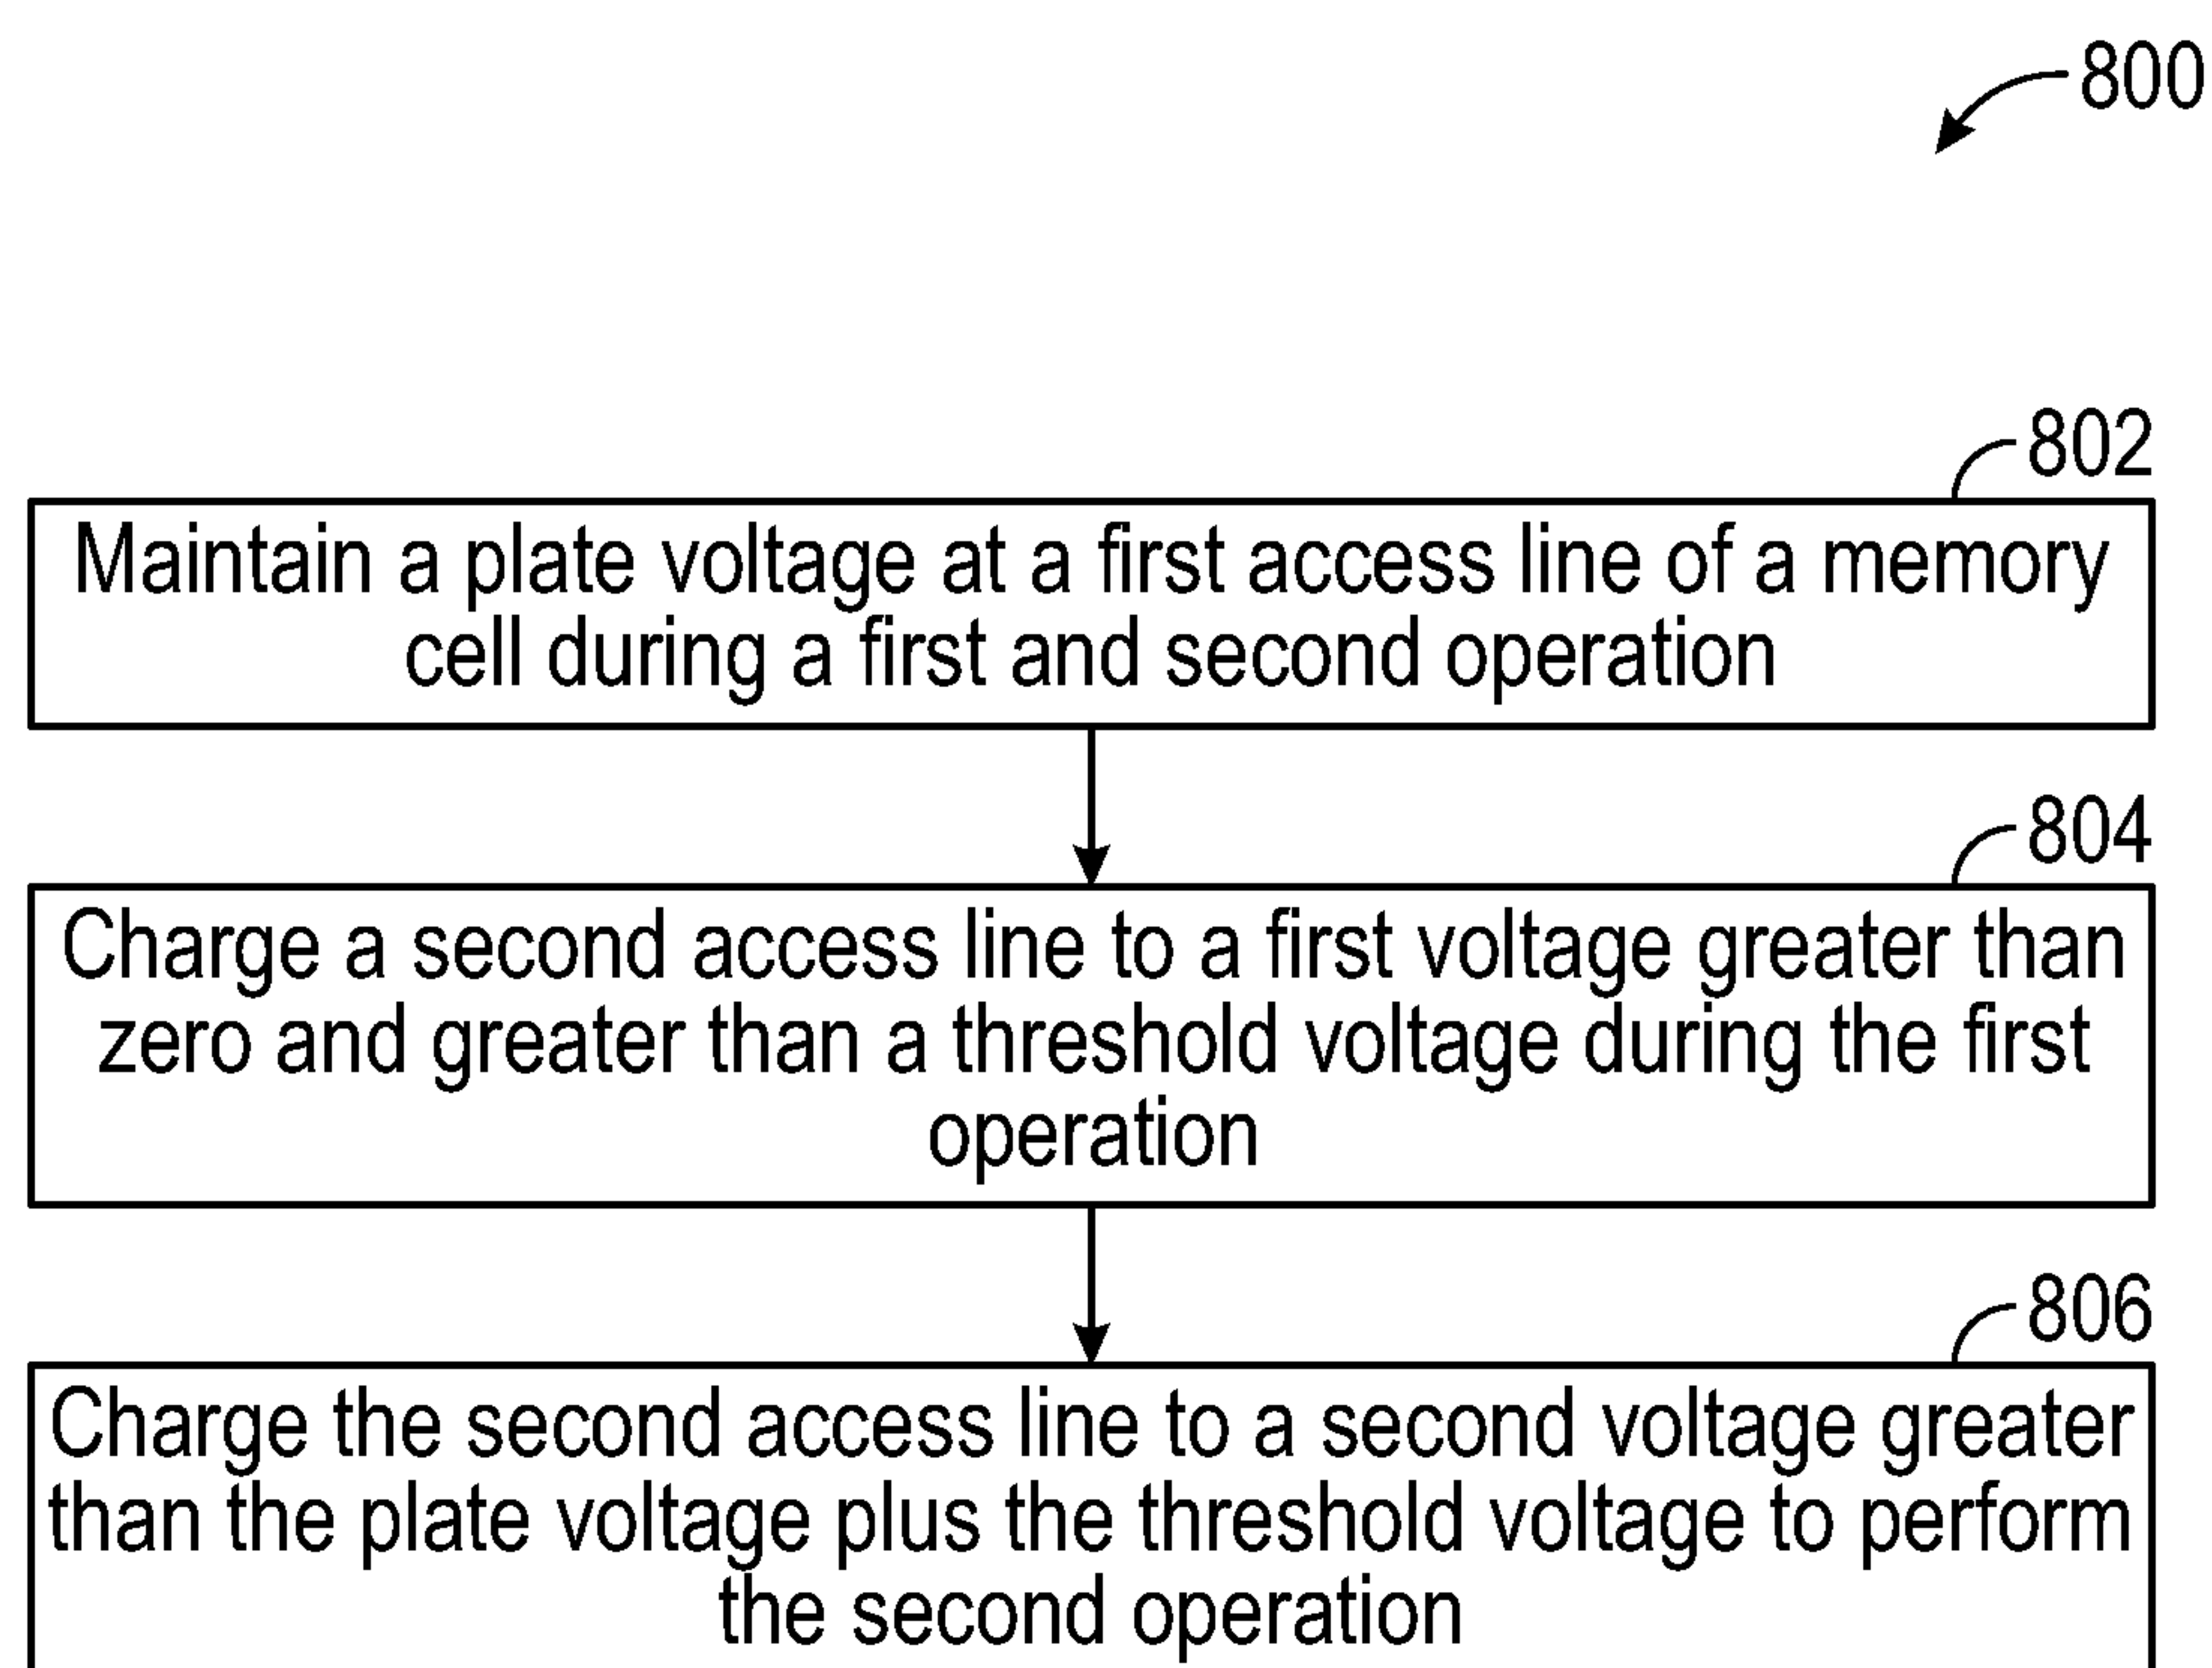 800
802
Maintain a plate voltage at a first access line of a memory
cell during a first and second operation
804
Charge a second access line to a first voltage greater than
zero and greater than a threshold voltage during the first
operation
806
Charge the second access line to a second voltage greater
than the plate voltage plus the threshold voltage to perform
the second operation